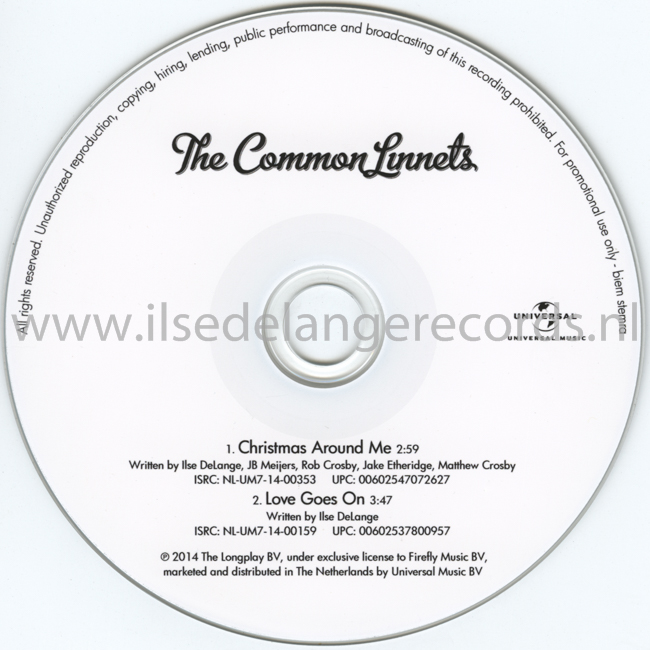 All rights reserved. Unauthorized reproduction, copying, hiring, lending, public performance and broadcasting of this recording prohibited. For promotional use only - biem stemra
The Common Linnets
www.ilsedelangerecords.nl
UNIVERSAL
UNIVERSAL MUSIC
1. Christmas Around Me 2:59
Written by Ilse DeLange, JB Meijers, Rob Crosby, Jake Etheridge, Matthew Crosby
ISRC: NL-UM7-14-00353 UPC: 00602547072627
2. Love Goes On 3:47
Written by Ilse DeLange
ISRC: NL-UM7-14-00159 UPC: 00602537800957
℗ 2014 The Longplay BV, under exclusive license to Firefly Music BV,
marketed and distributed in The Netherlands by Universal Music BV